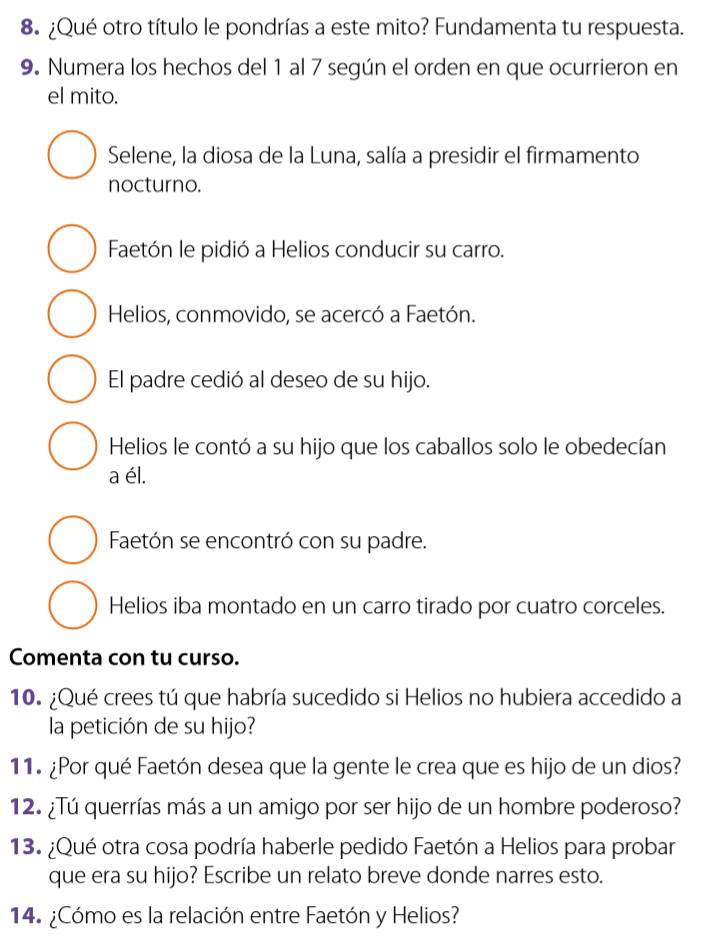 8. ¿Qué otro título le pondrías a este mito? Fundamenta tu respuesta.
9. Numera los hechos del 1 al 7 según el orden en que ocurrieron en
el mito.
Selene, la diosa de la Luna, salía a presidir el firmamento
nocturno.
Faetón le pidió a Helios conducir su carro.
Helios, conmovido, se acercó a Faetón.
El padre cedió al deseo de su hijo.
Helios le contó a su hijo que los caballos solo le obedecían
a él.
Faetón se encontró con su padre.
Helios iba montado en un carro tirado por cuatro corceles.
Comenta con tu curso.
10. ¿Qué crees tú que habría sucedido si Helios no hubiera accedido a
la petición de su hijo?
11. ¿Por qué Faetón desea que la gente le crea que es hijo de un dios?
12. ¿Tú querrías más a un amigo por ser hijo de un hombre poderoso?
13. ¿Qué otra cosa podría haberle pedido Faetón a Helios para probar
que era su hijo? Escribe un relato breve donde narres esto.
14. ¿Cómo es la relación entre Faetón y Helios?